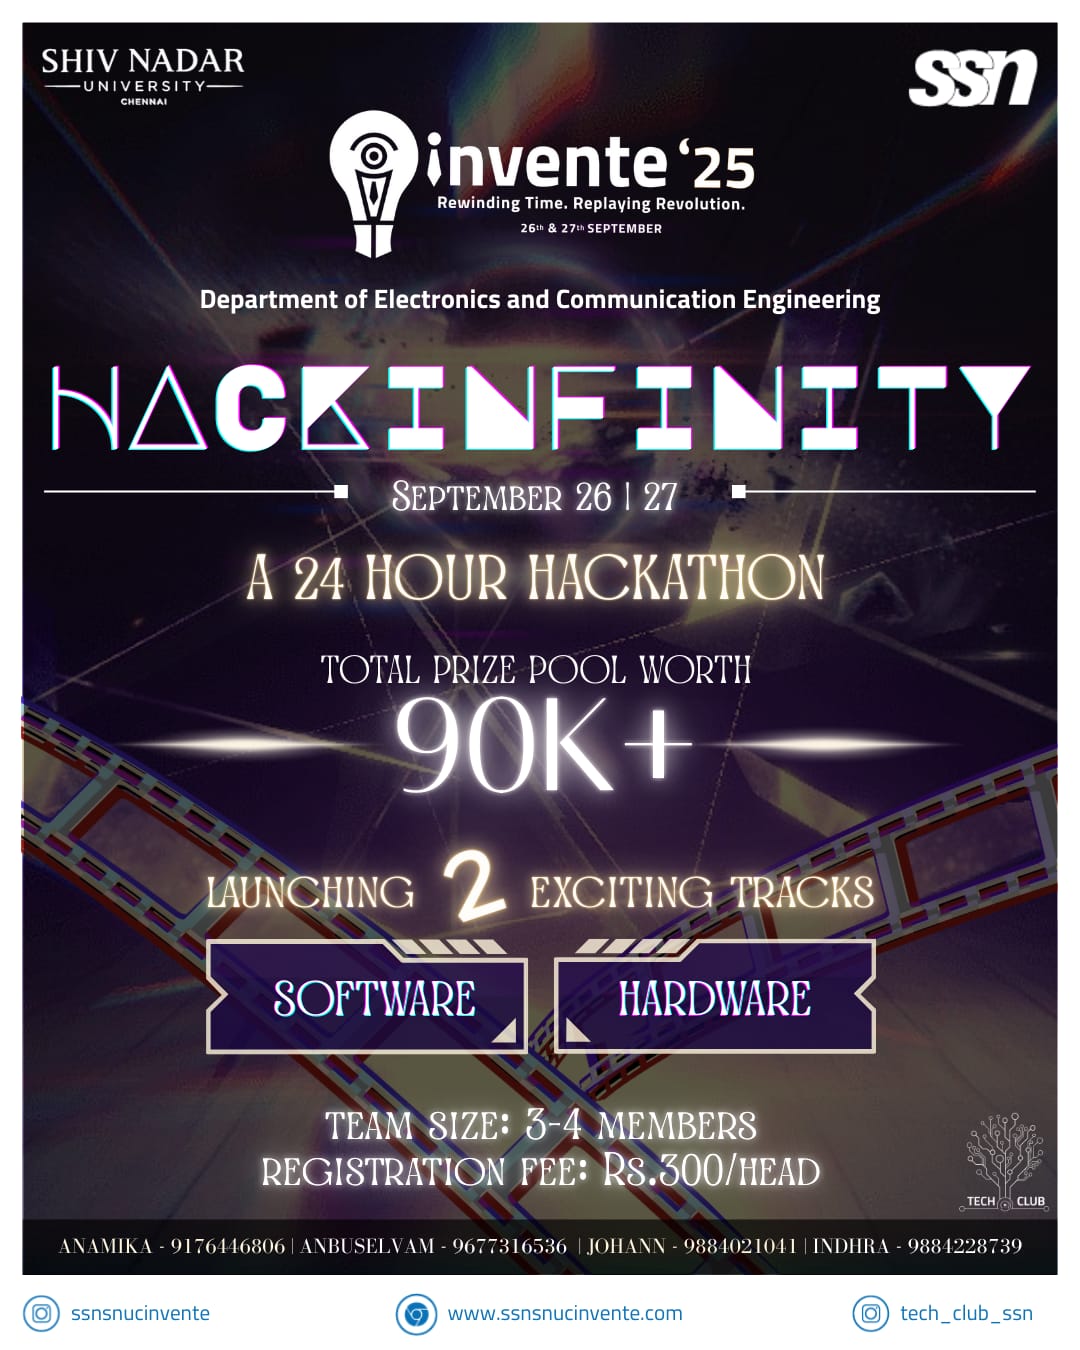 SHIV NADAR
UNIVERSITY
CHENNAI
ssn
invente '25
Rewinding Time. Replaying Revolution.
26th & 27th SEPTEMBER
Department of Electronics and Communication Engineering
HACKINFINITY
SEPTEMBER 26 | 27
A 24 HOUR HACKATHON
TOTAL PRIZE POOL WORTH
90K+
LAUNCHING 2 EXCITING TRACKS
SOFTWARE
HARDWARE
TEAM SIZE: 3-4 MEMBERS
REGISTRATION FEE: RS.300/HEAD
TECH CLUB
ANAMIKA - 9176446806 | ANBUSELVAM - 9677316536 | JOHANN - 9884021041 | INDHRA - 9884228739
ssnsnucinvente
www.ssnsnucinvente.com
tech_club_ssn